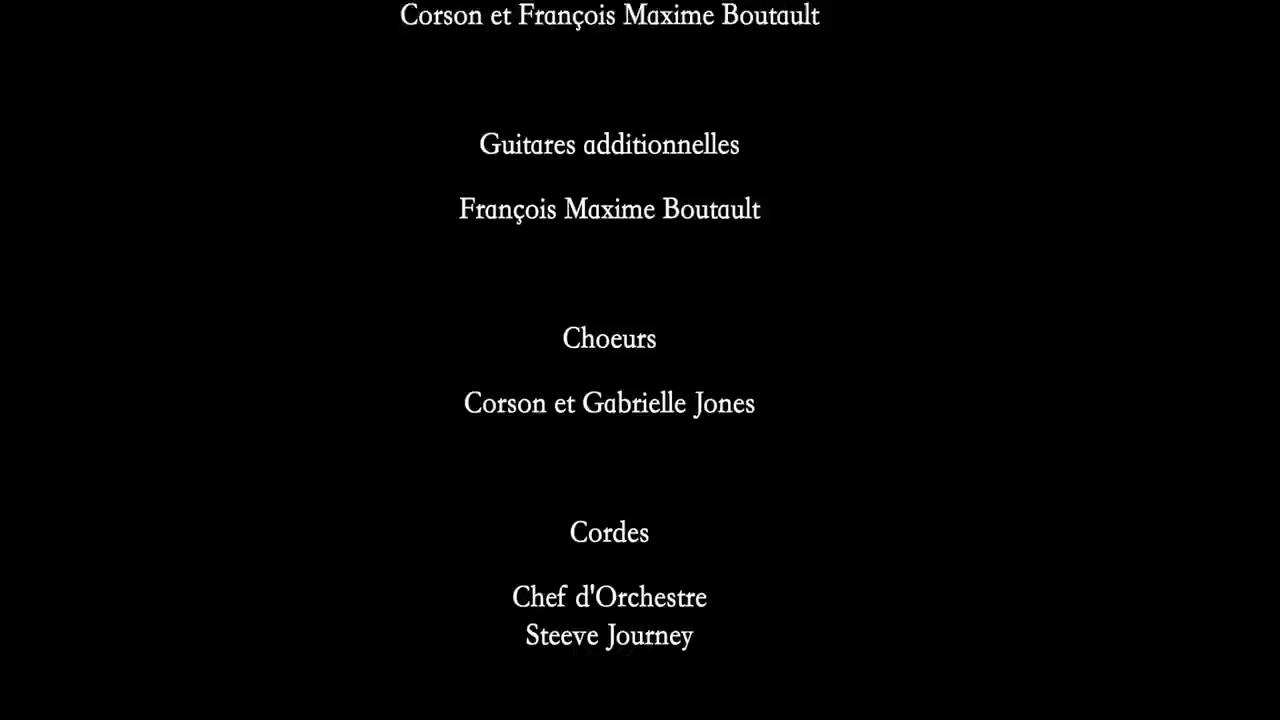 Corson et François Maxime Boutault
Guitares additionnelles
François Maxime Boutault
Choeurs
Corson et Gabrielle Jones
Cordes
Chef d'Orchestre
Steeve Journey